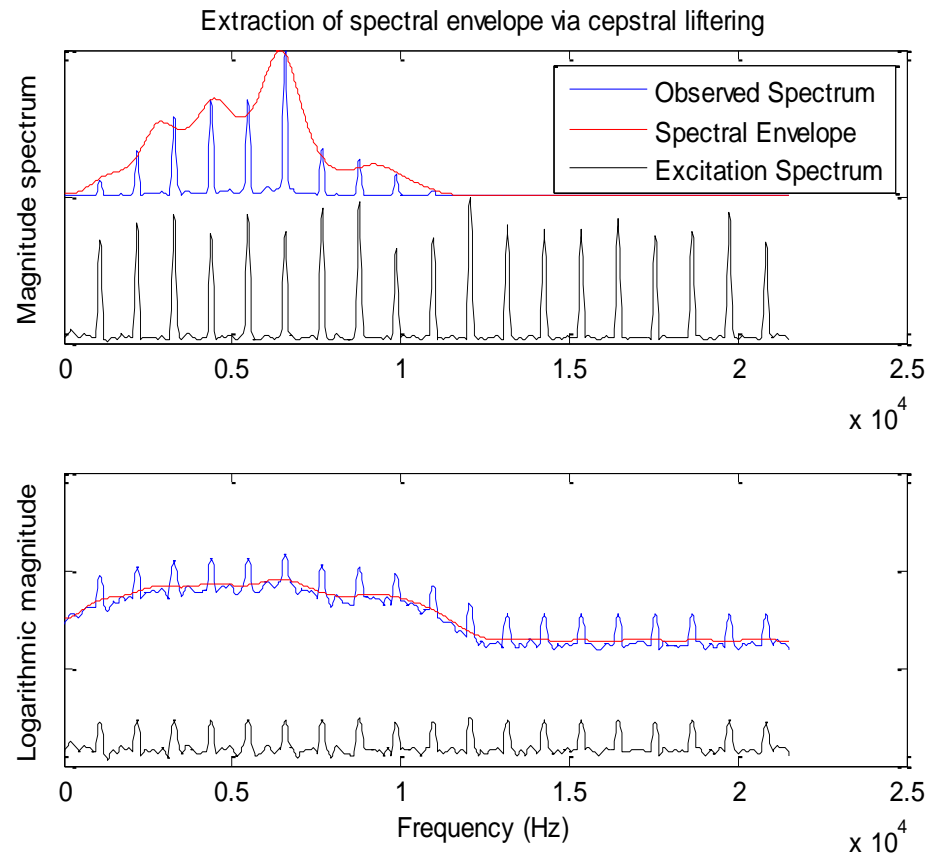 Extraction of spectral envelope via cepstral liftering
Magnitude spectrum
Observed Spectrum
Spectral Envelope
Excitation Spectrum
0 0.5 1 1.5 2 2.5
x 10^4
Logarithmic magnitude
0 0.5 1 1.5 2 2.5
Frequency (Hz)
x 10^4